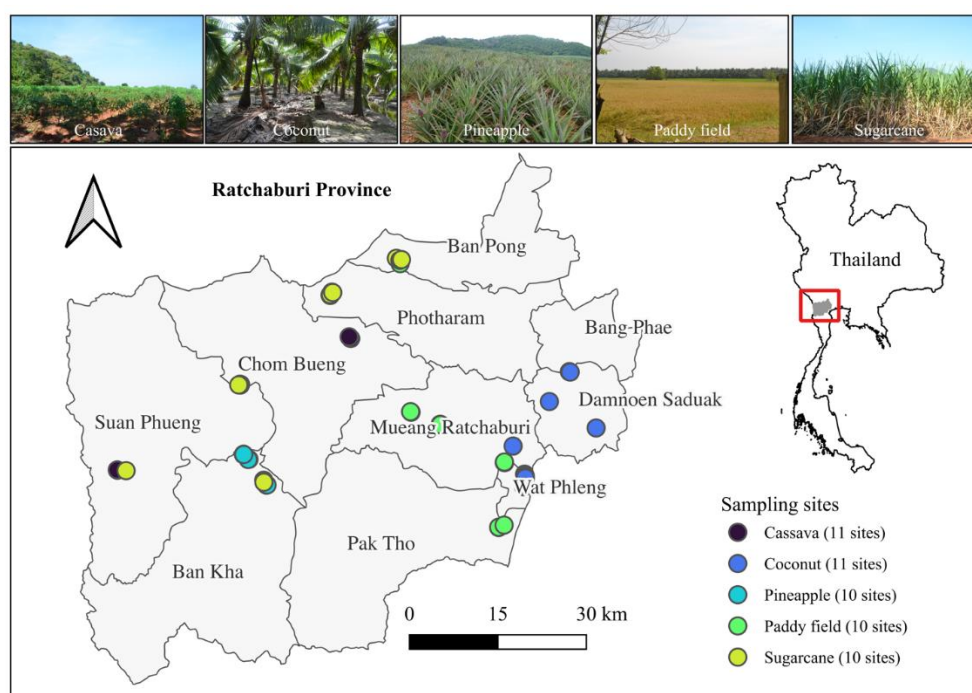 Casava
Coconut
Pineapple
Paddy field
Sugarcane
Ratchaburi Province
Ban Pong
Thailand
Photharam
Bang-Phae
Chom Bueng
Damnoen Saduak
Suan Phueng
Mueang Ratchaburi
Wat Phleng
Pak Tho
Ban Kha
0 15 30 km
Sampling sites
Cassava (11 sites)
Coconut (11 sites)
Pineapple (10 sites)
Paddy field (10 sites)
Sugarcane (10 sites)